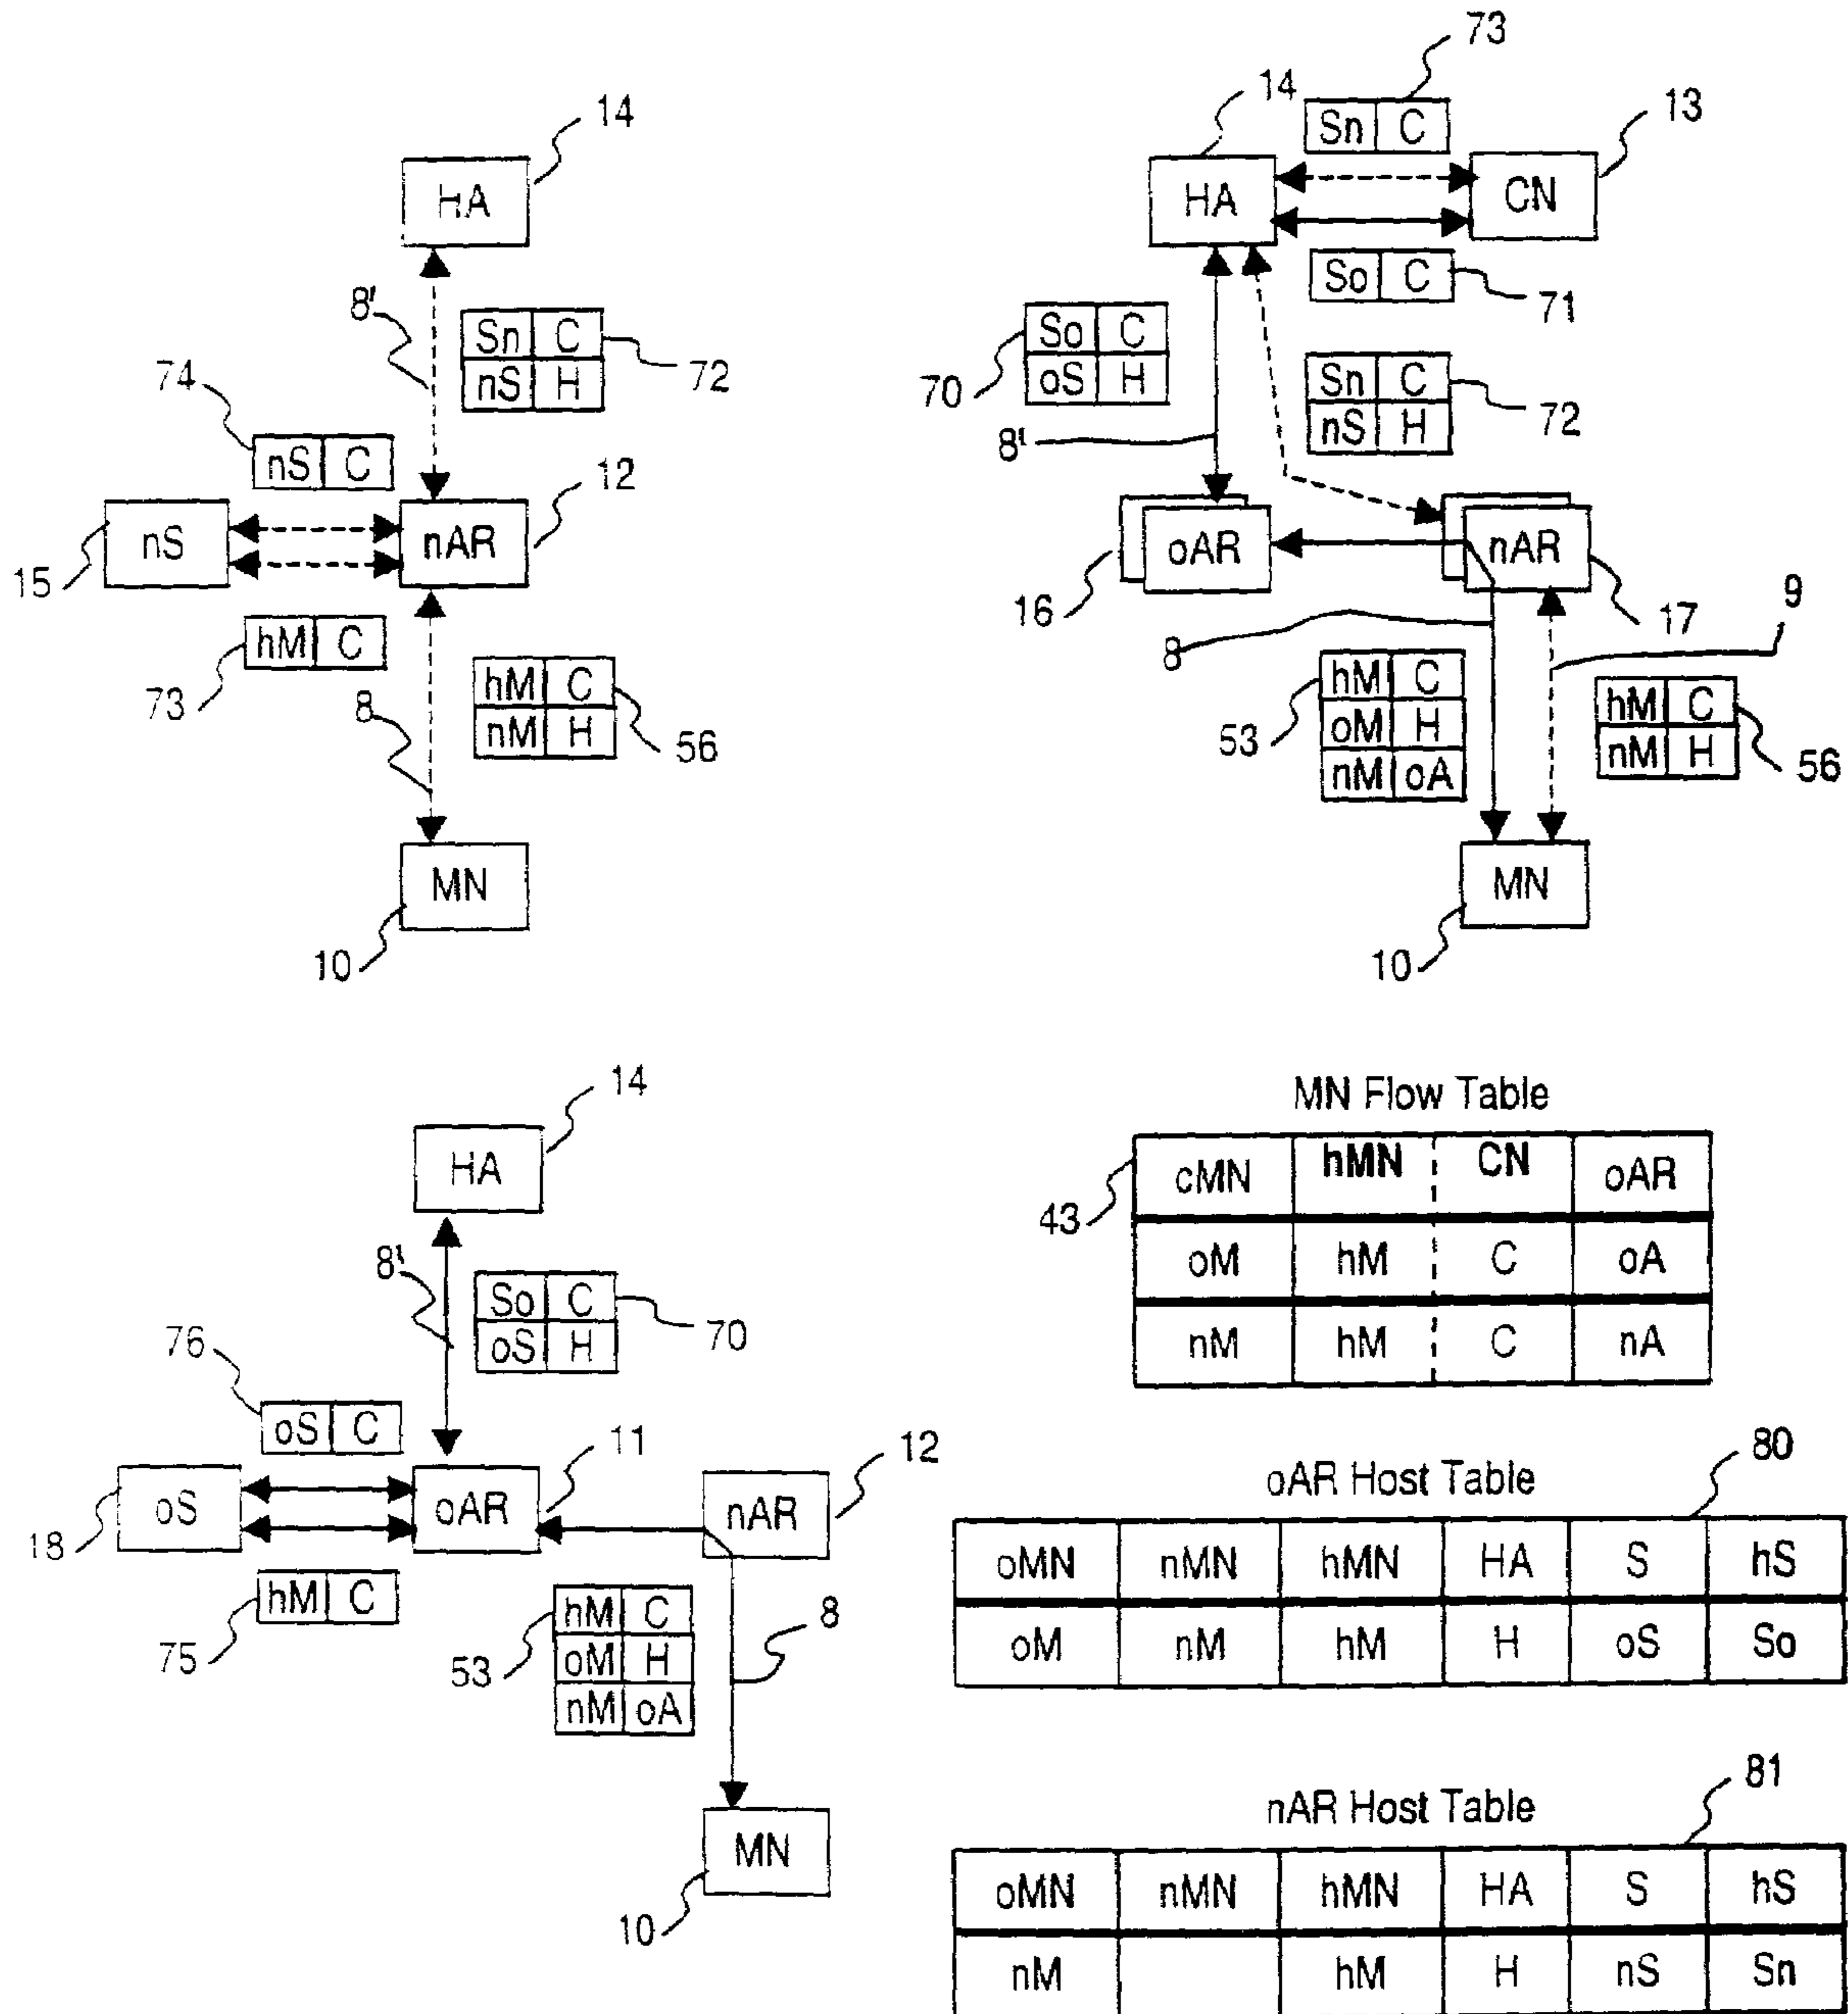 14
HA
8'
Sn C
nS H
72
74
nS C
12
nS
nAR
15
hM C
73
8
hM C
nM H
56
MN
10
73
14
Sn C
13
HA
CN
So C
71
70
So C
oS H
Sn C
nS H
72
8'
oAR
nAR
16
17
9
8
53
hM C
oM H
nM oA
hM C
nM H
56
MN
10
14
HA
8'
So C
oS H
70
76
oS C
11
12
oS
oAR
nAR
18
hM C
75
53
hM C
oM H
nM oA
8
MN
10
MN Flow Table
43
cMN hMN CN oAR
oM hM C oA
nM hM C nA
oAR Host Table
80
oMN nMN hMN HA S hS
oM nM hM H oS So
nAR Host Table
81
oMN nMN hMN HA S hS
nM hM H nS Sn